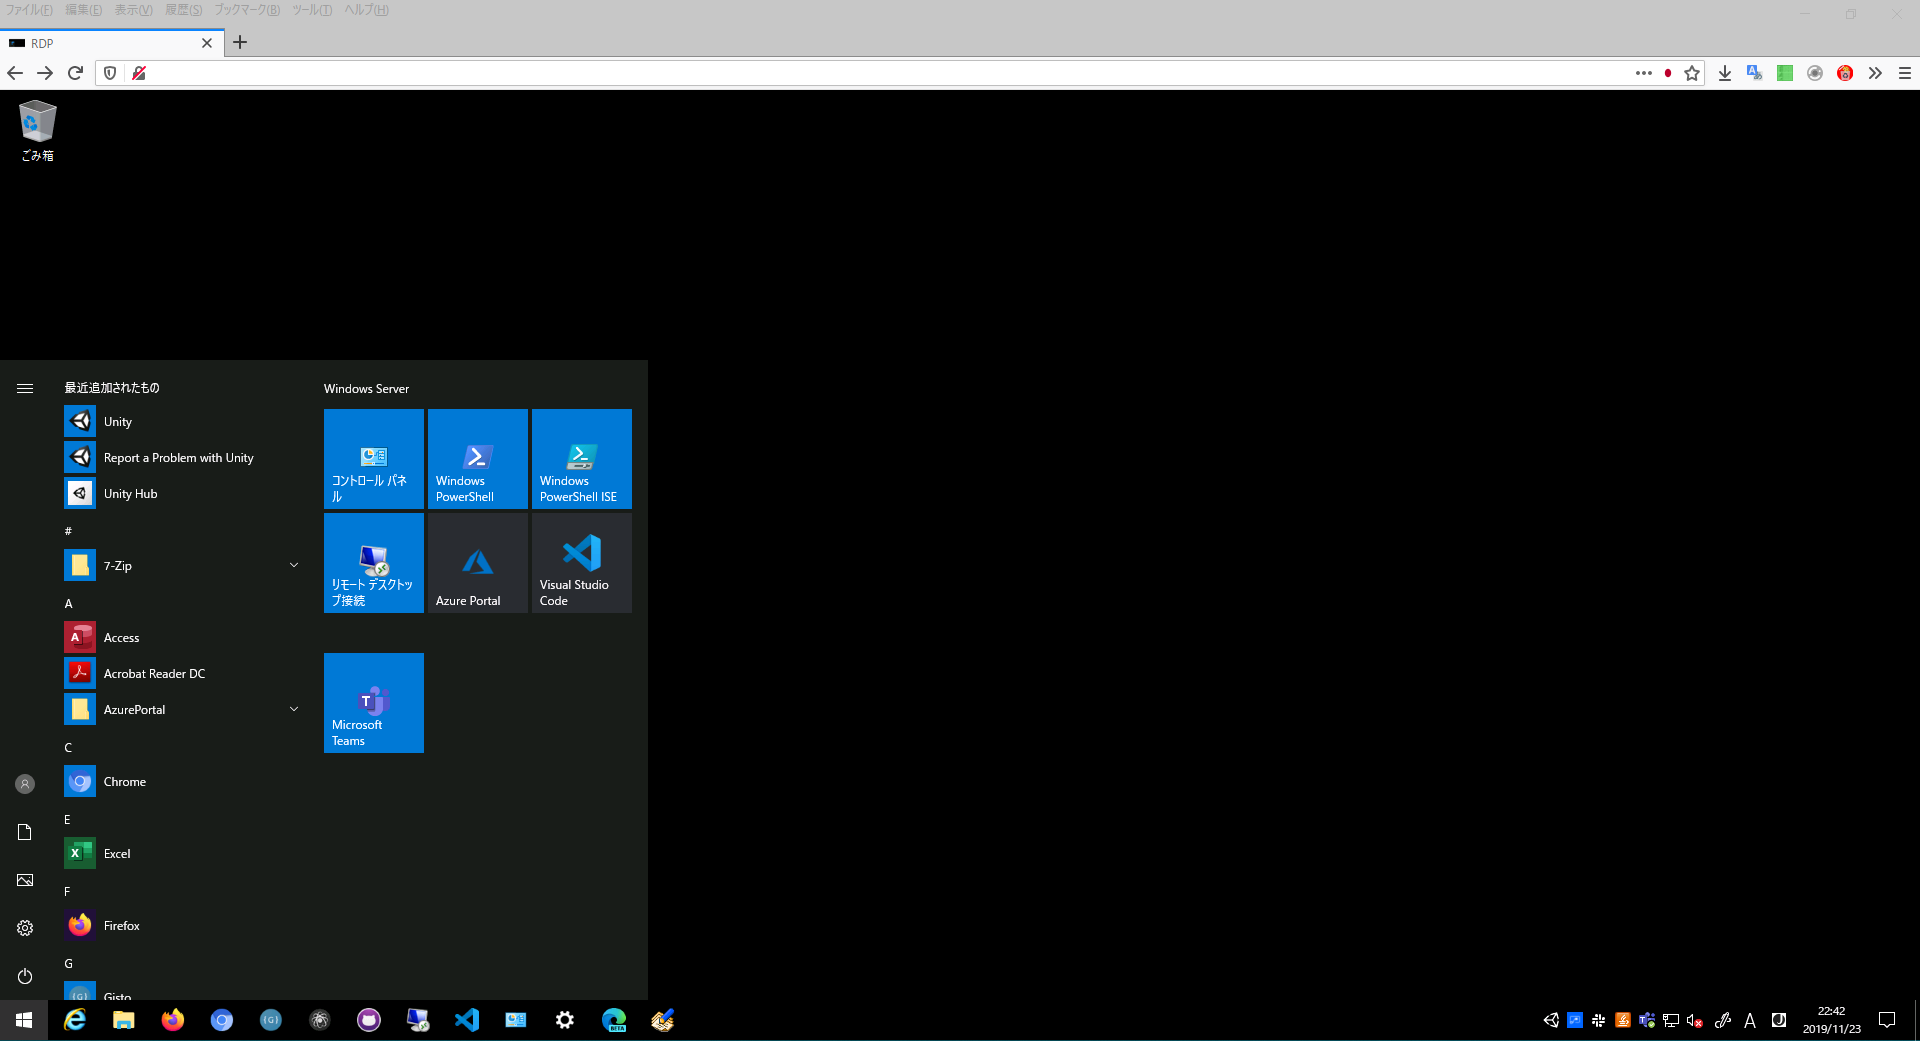 ファイル(F) 編集(E) 表示(V) 履歴(S) ブックマーク(B) ツール(T) ヘルプ(H)
RDP
ごみ箱
最近追加されたもの
Unity
Report a Problem with Unity
Unity Hub
#
7-Zip
A
Access
Acrobat Reader DC
AzurePortal
C
Chrome
E
Excel
F
Firefox
G
Gisto
Windows Server
コントロール パネ
ル
Windows
PowerShell
Windows
PowerShell ISE
リモート デスクトッ
プ接続
Azure Portal
Visual Studio
Code
Microsoft
Teams
BETA
A
22:42
2019/11/23